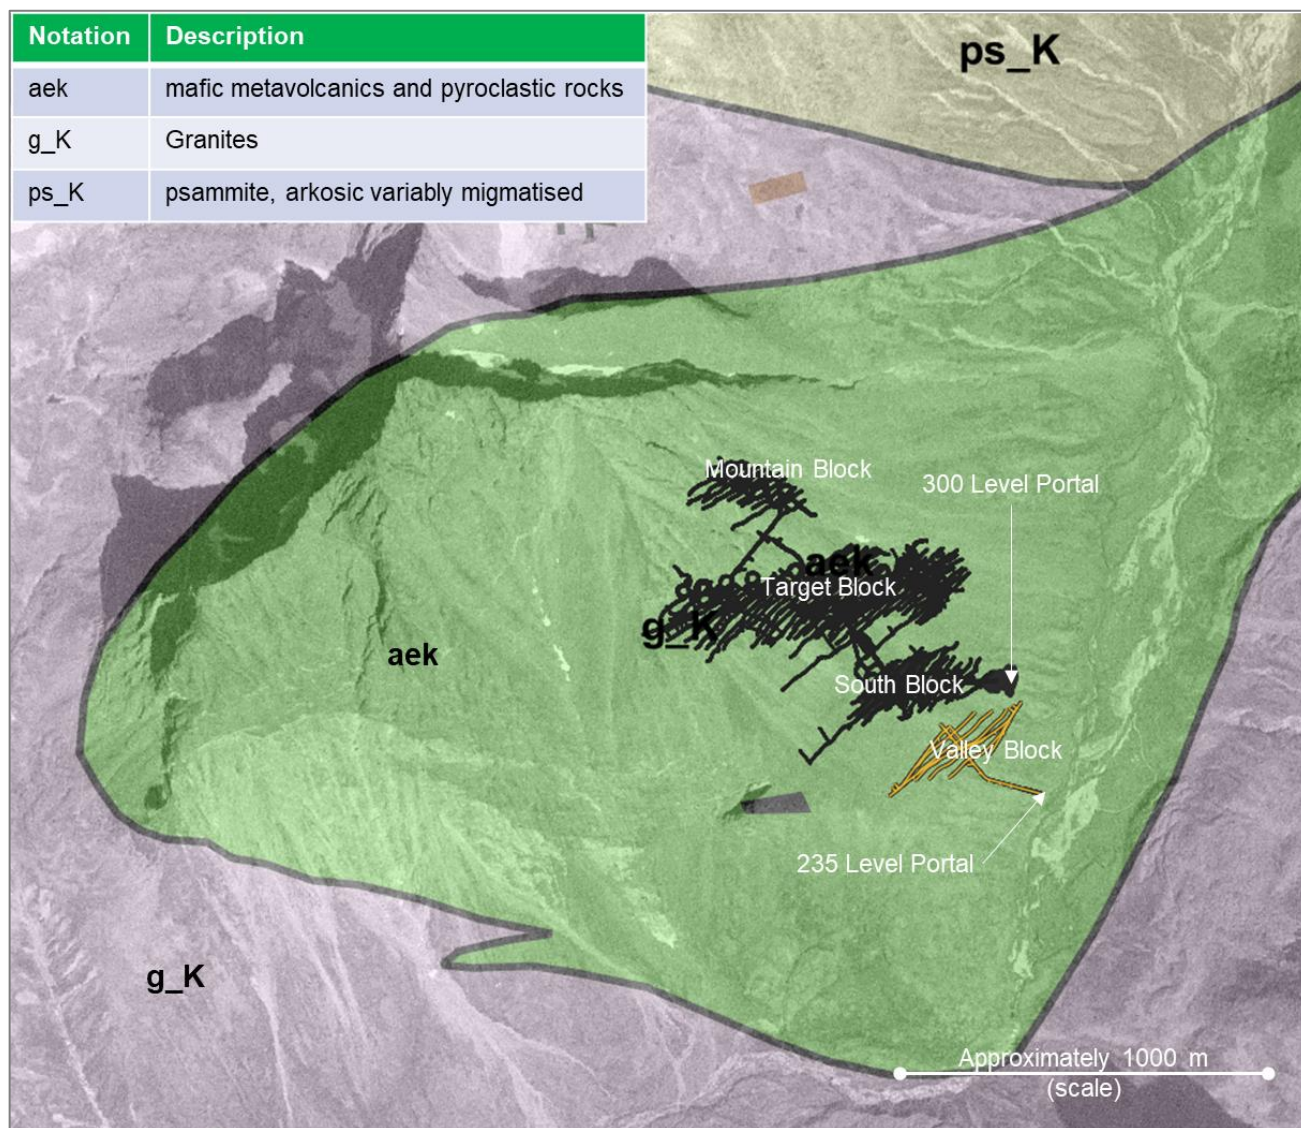 Notation Description
aek mafic metavolcanics and pyroclastic rocks
g_K Granites
ps_K psammite, arkosic variably migmatised
ps_K
Mountain Block
300 Level Portal
aek
Target Block
g_K
aek
South Block
Valley Block
235 Level Portal
g_K
Approximately 1000 m
(scale)